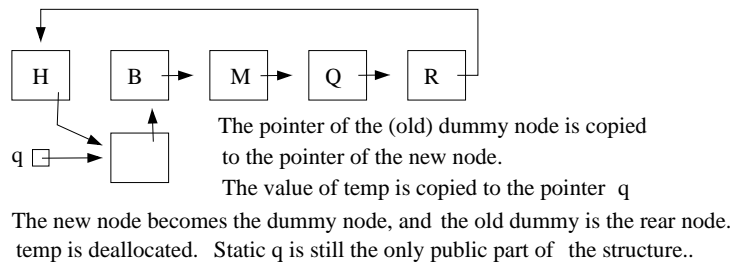 H B M Q R
The pointer of the (old) dummy node is copied
q to the pointer of the new node.
The value of temp is copied to the pointer q
The new node becomes the dummy node, and the old dummy is the rear node.
temp is deallocated. Static q is still the only public part of the structure..